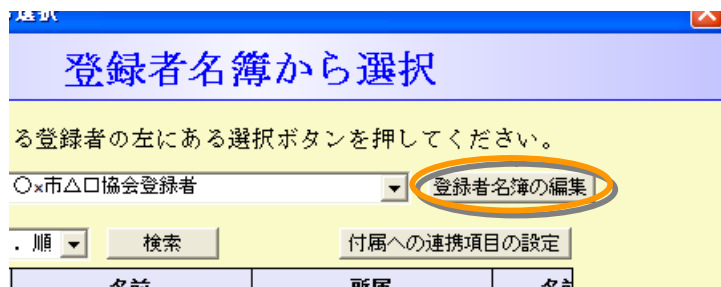 る選択
登録者名簿から選択
る登録者の左にある選択ボタンを押してください。
○×市△□協会登録者 登録者名簿の編集
．順 検索 付属への連携項目の設定
名前 所属 名前